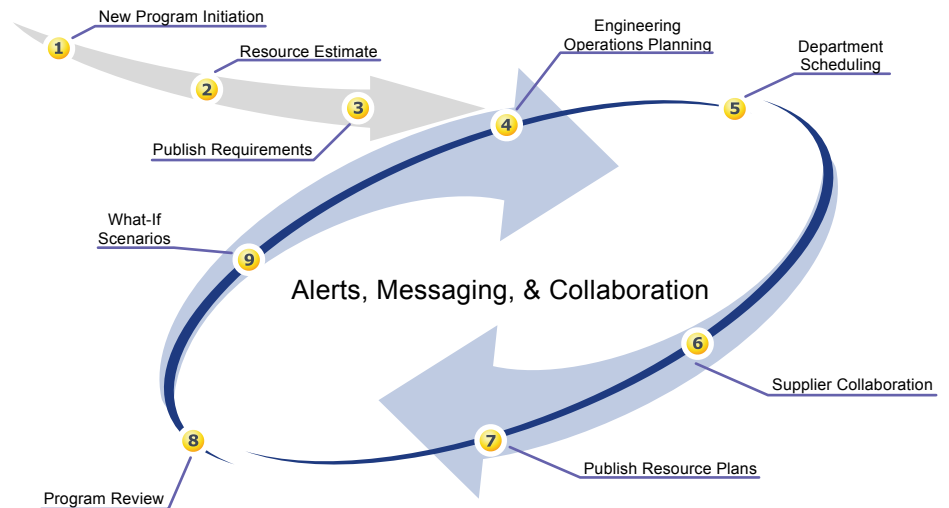 New Program Initiation
1
Resource Estimate
2
Publish Requirements
3
Engineering
Operations Planning
4
Department
Scheduling
5
Supplier Collaboration
6
Publish Resource Plans
7
Program Review
8
What-If
Scenarios
9
Alerts, Messaging, & Collaboration